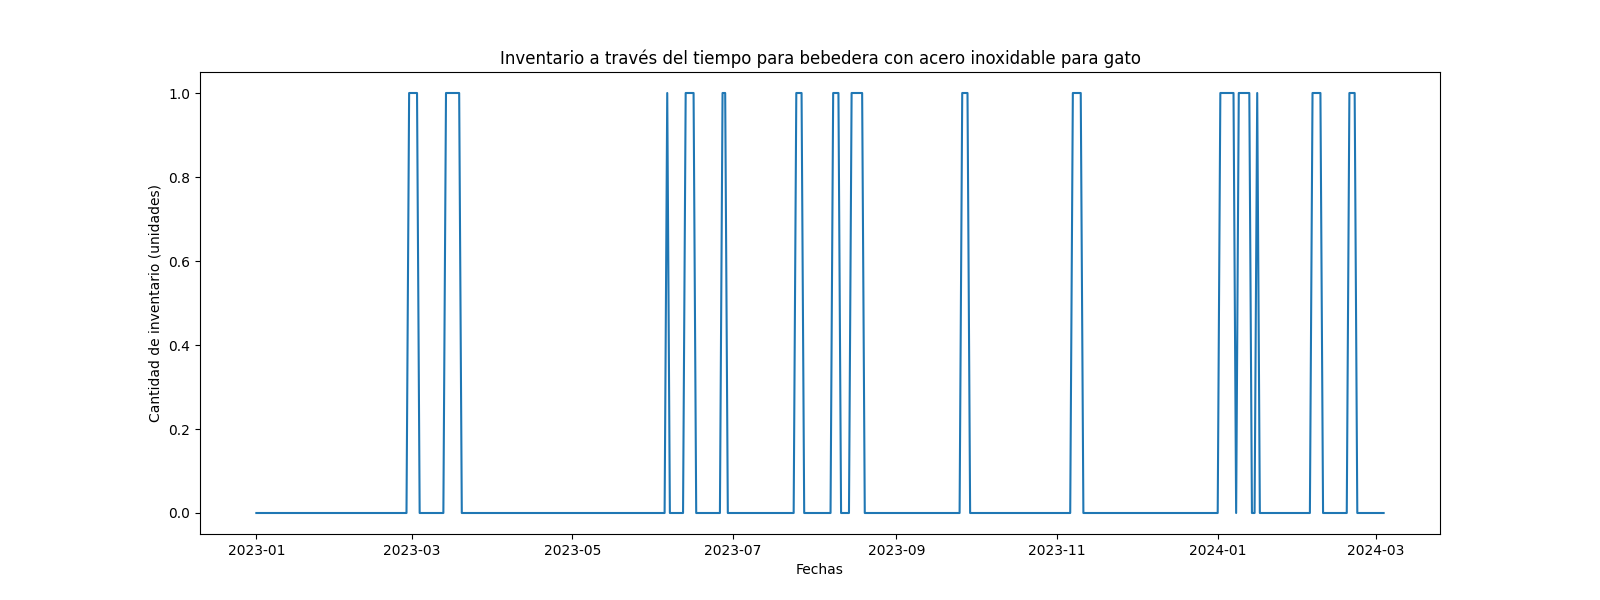 Inventario a través del tiempo para bebedera con acero inoxidable para gato
Cantidad de inventario (unidades)
1.0
0.8
0.6
0.4
0.2
0.0
2023-01 2023-03 2023-05 2023-07 2023-09 2023-11 2024-01 2024-03
Fechas